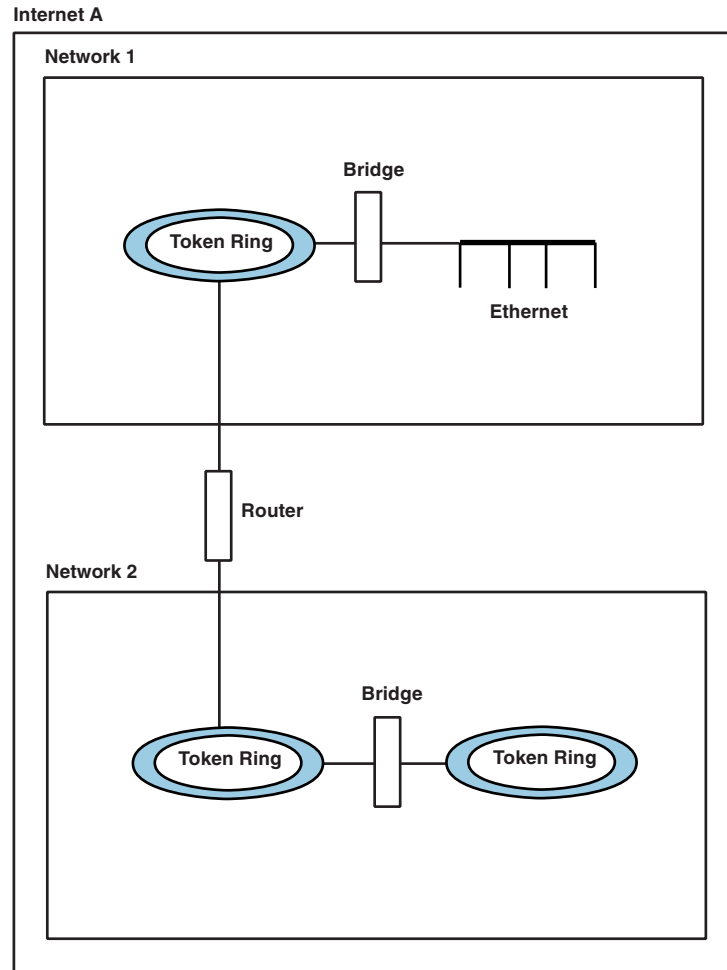 Internet A
Network 1
Bridge
Token Ring
Ethernet
Router
Network 2
Bridge
Token Ring
Token Ring